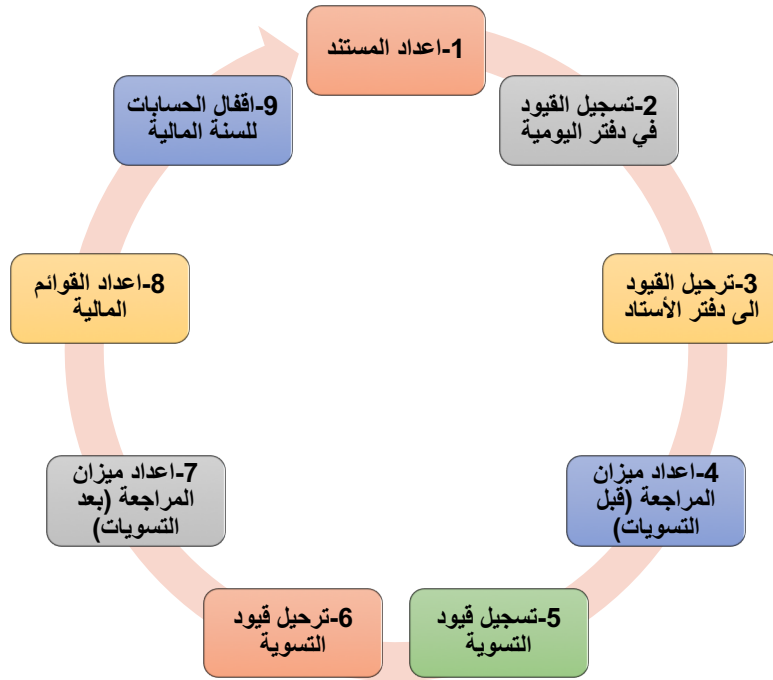 1-اعداد المستند
2-تسجيل القيود
في دفتر اليومية
3-ترحيل القيود
الى دفتر الأستاد
4-اعداد ميزان
المراجعة (قبل
التسويات)
5-تسجيل قيود
التسوية
6-ترحيل قيود
التسوية
7-اعداد ميزان
المراجعة (بعد
التسويات)
8-اعداد القوائم
المالية
9-اقفال الحسابات
للسنة المالية